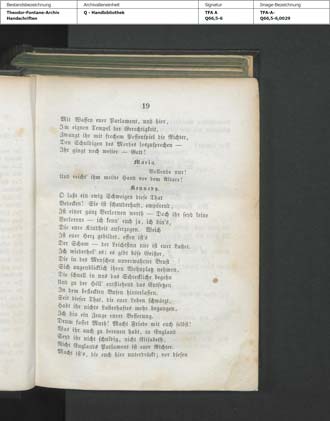 Bestandsbezeichnung
Archivalieneinheit
Signatur
Image-Bezeichnung
Theodor-Fontane-Archiv
Handschriften
Q - Handbibliothek
TFA A
Q66,5-6
TFA-A-
Q66,5-6,0029
19
Mit Waffen euer Parlament, und hier,
Im eignen Tempel der Gerechtigkeit,
Zwangt ihr mit frechem Possenspiel die Richter,
Den Schuldigen des Mordes loszusprechen —
Ihr gingt noch weiter — Gott!
Maria.
Vollende nur!
Und reicht' ihm meine Hand vor dem Altare!
Kennedy.
O laßt ein ewig Schweigen diese That
Bedecken! Sie ist schauderhaft, empörend,
Ist einer ganz Verlornen werth — Doch ihr seid keine
Verlorene — ich kenn' euch ja, ich bin's,
Die eure Kindheit auferzogen. Weich
Ist euer Herz gebildet, offen ist's
Der Scham — der Leichtsinn nur ist euer Laster.
Ich wiederhol' es: es gibt böse Geister,
Die in des Menschen unverwahrter Brust
Sich augenblicklich ihren Wohnplatz nehmen,
Die schnell in uns das Schreckliche begehn
Und zu der Höll' entfliehend das Entsetzen
In dem befleckten Busen hinterlassen.
Seit dieser That, die euer Leben schwärzt,
Habt ihr nichts Lasterhaftes mehr begangen,
Ich bin ein Zeuge eurer Besserung.
Drum fasset Muth! Macht Friede mit euch selbst!
Was ihr auch zu bereuen habt, in England
Seyd ihr nicht schuldig, nicht Elisabeth,
Nicht Englands Parlament ist euer Richter.
Macht ist's, die euch hier unterdrückt; vor diesen